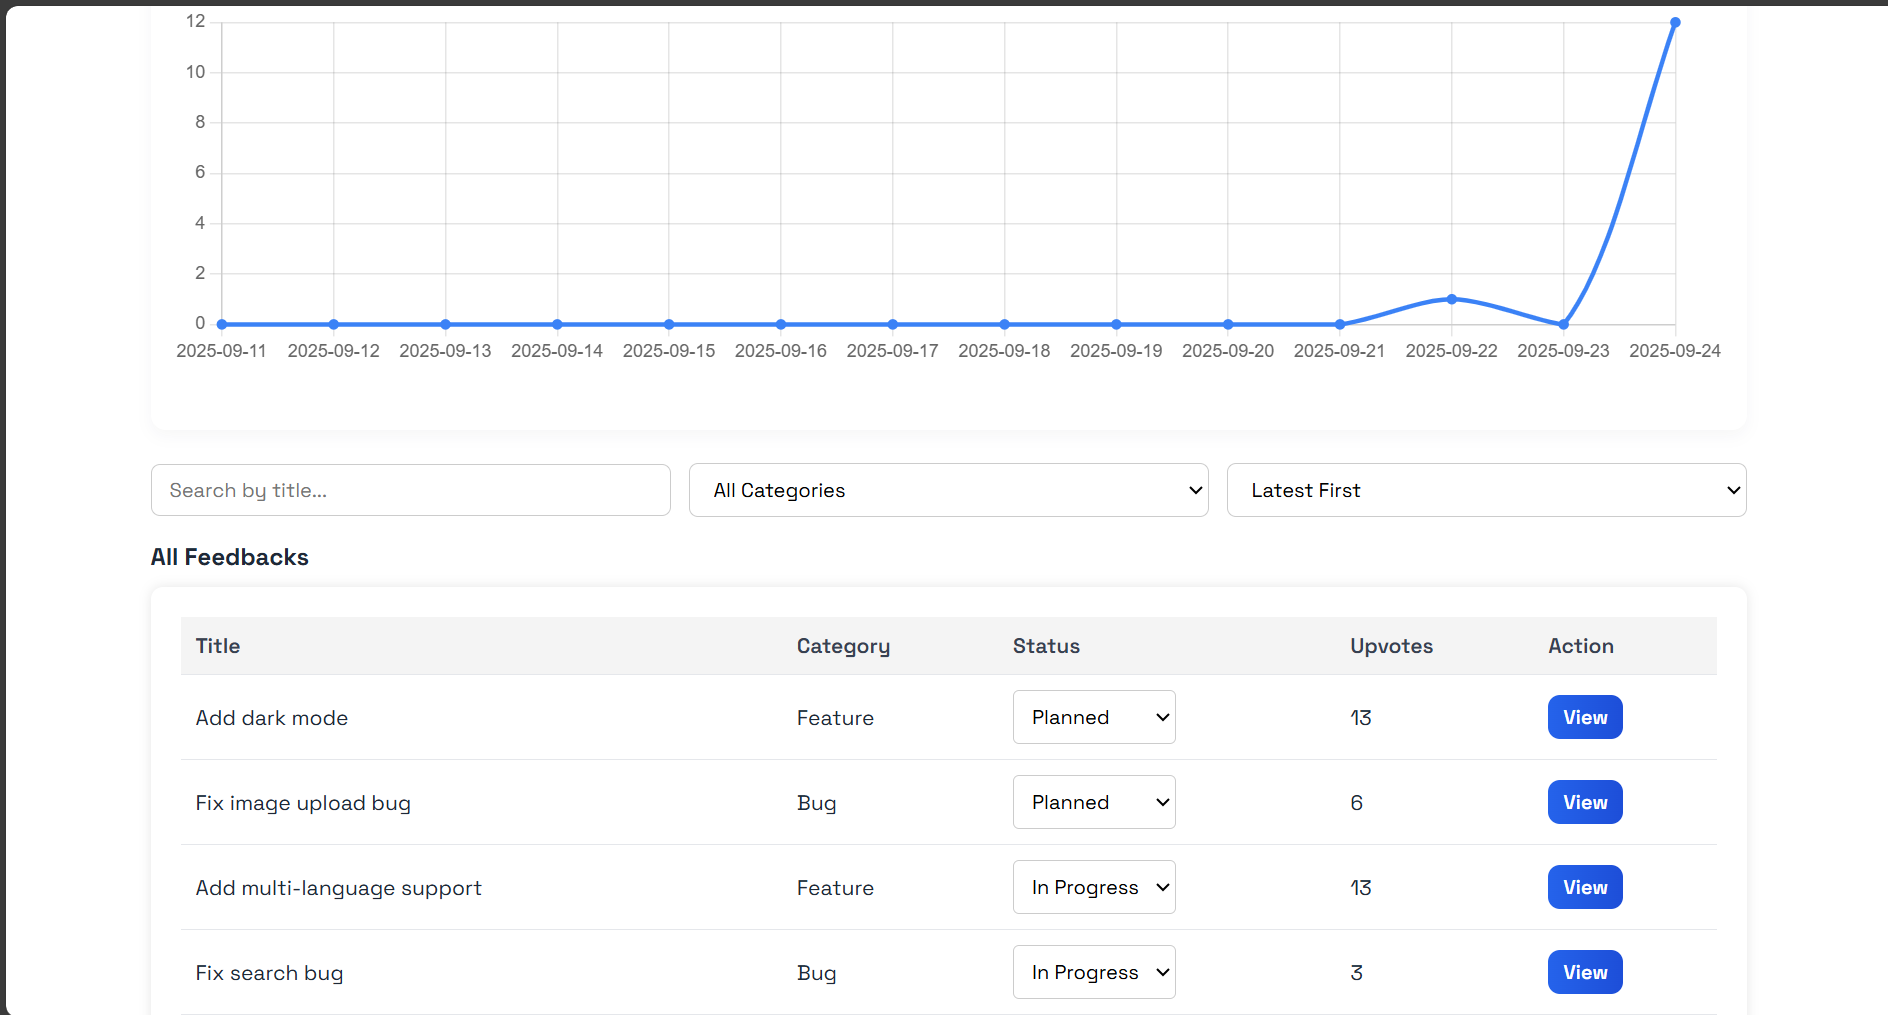 12
10
8
6
4
2
0
2025-09-11 2025-09-12 2025-09-13 2025-09-14 2025-09-15 2025-09-16 2025-09-17 2025-09-18 2025-09-19 2025-09-20 2025-09-21 2025-09-22 2025-09-23 2025-09-24
Search by title... All Categories Latest First
All Feedbacks
Title Category Status Upvotes Action
Add dark mode Feature Planned 13 View
Fix image upload bug Bug Planned 6 View
Add multi-language support Feature In Progress 13 View
Fix search bug Bug In Progress 3 View